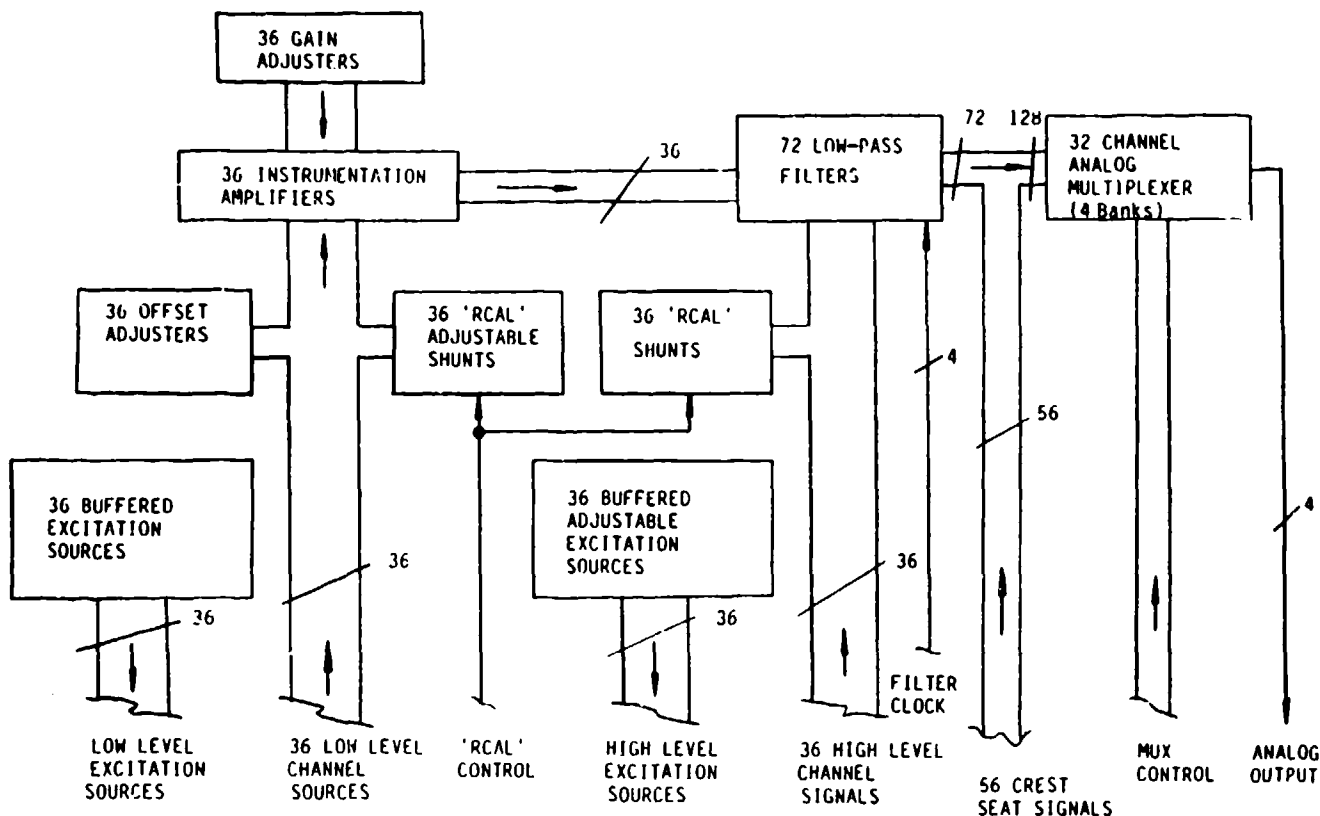 36 GAIN
ADJUSTERS
36 INSTRUMENTATION
AMPLIFIERS
36
72 LOW-PASS
FILTERS
72
128
32 CHANNEL
ANALOG
MULTIPLEXER
(4 Banks)
36 OFFSET
ADJUSTERS
36 'RCAL'
ADJUSTABLE
SHUNTS
36 'RCAL'
SHUNTS
4
56
36 BUFFERED
EXCITATION
SOURCES
36
36 BUFFERED
ADJUSTABLE
EXCITATION
SOURCES
36
4
36
36
FILTER
CLOCK
LOW LEVEL
EXCITATION
SOURCES
36 LOW LEVEL
CHANNEL
SOURCES
'RCAL'
CONTROL
HIGH LEVEL
EXCITATION
SOURCES
36 HIGH LEVEL
CHANNEL
SIGNALS
56 CREST
SEAT SIGNALS
MUX
CONTROL
ANALOG
OUTPUT